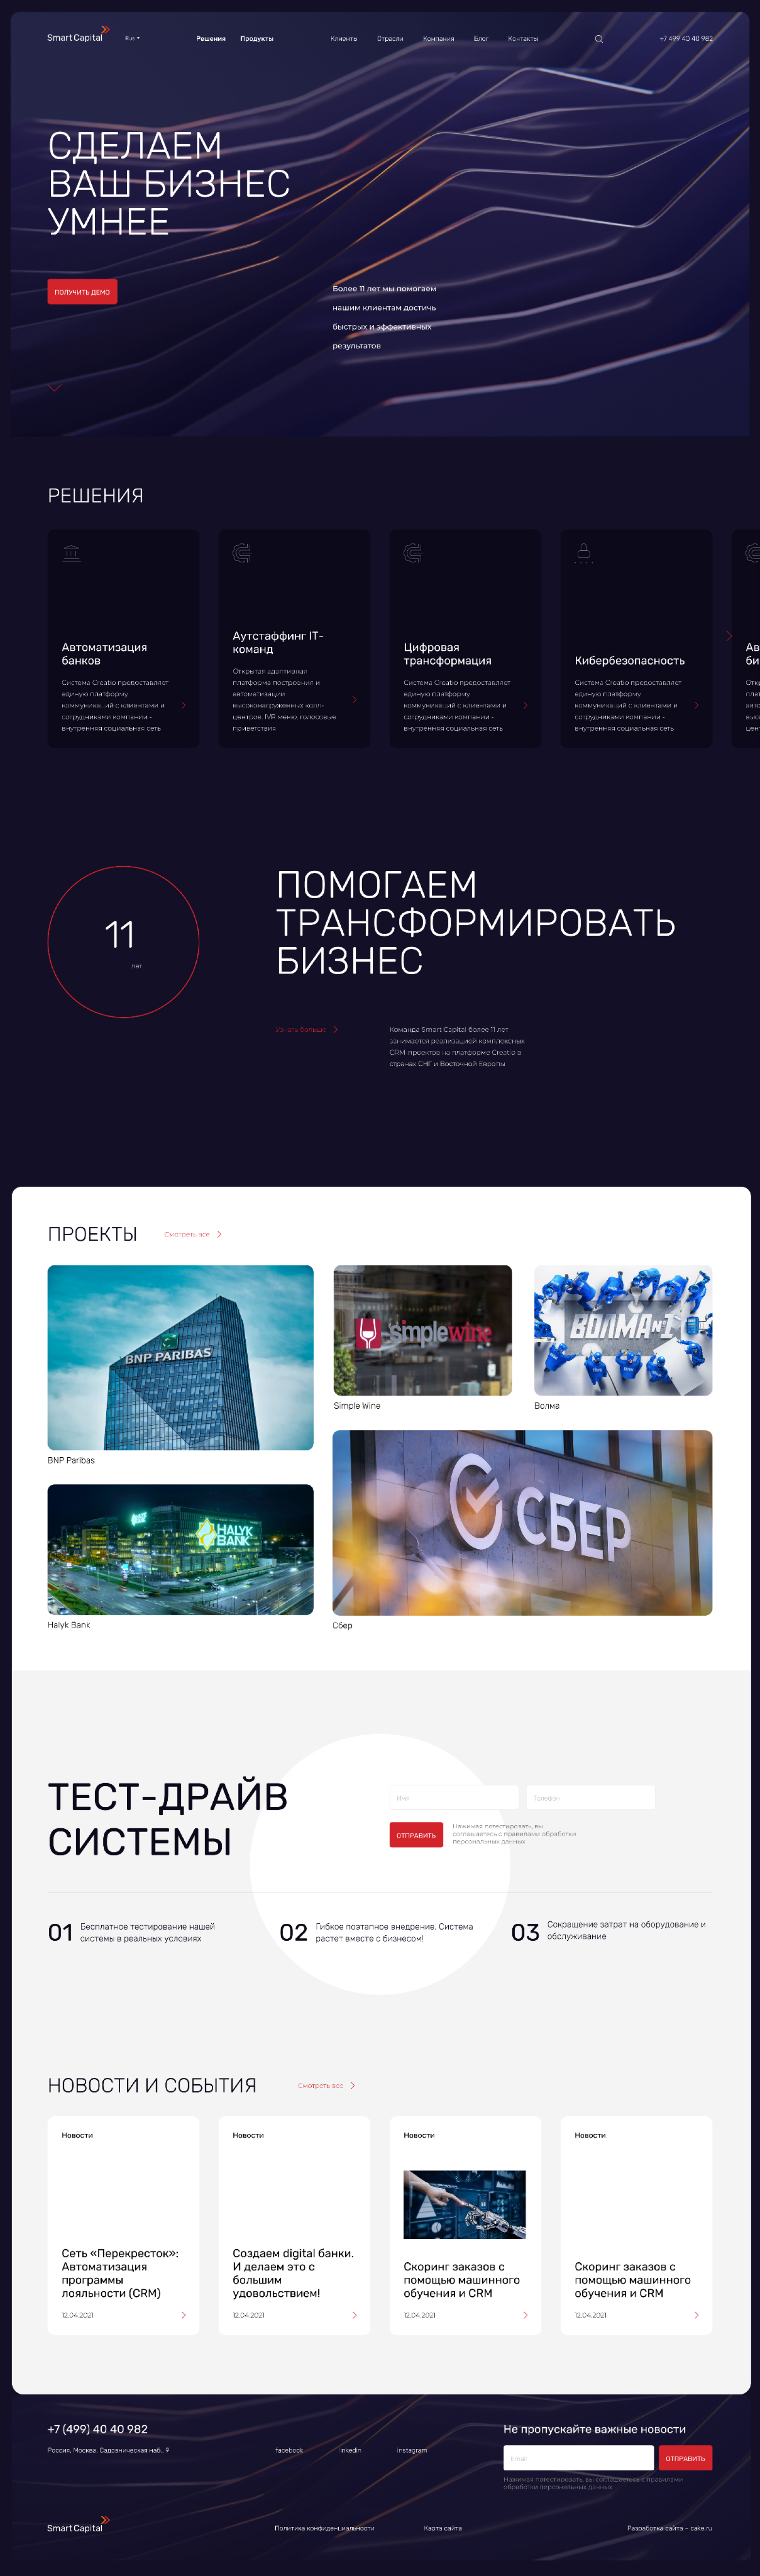 Smart Capital
Rus
Решения
Продукты
Клиенты
Отрасли
Компания
Блог
Контакты
+7 499 40 40 982
СДЕЛАЕМ
ВАШ БИЗНЕС
УМНЕЕ
ПОЛУЧИТЬ ДЕМО
Более 11 лет мы помогаем
нашим клиентам достичь
быстрых и эффективных
результатов
РЕШЕНИЯ
Автоматизация
банков
Система Creatio предоставляет
единую платформу
коммуникаций с клиентами и
сотрудниками компании -
внутренняя социальная сеть
Аутстаффинг IT-
команд
Открытая адаптивная
платформа построения и
автоматизации
высоконагруженных колл-
центров, IVR меню, голосовые
приветствия
Цифровая
трансформация
Система Creatio предоставляет
единую платформу
коммуникаций с клиентами и
сотрудниками компании -
внутренняя социальная сеть
Кибербезопасность
Система Creatio предоставляет
единую платформу
коммуникаций с клиентами и
сотрудниками компании -
внутренняя социальная сеть
Ав
би
11
лет
ПОМОГАЕМ
ТРАНСФОРМИРОВАТЬ
БИЗНЕС
Узнать больше
Команда Smart Capital более 11 лет
занимается реализацией комплексных
CRM-проектов на платформе Creatio в
странах СНГ и Восточной Европы
ПРОЕКТЫ
Смотреть все
BNP PARIBAS
BNP Paribas
simplewine
Simple Wine
ВОЛМА №1
Волма
HALYK
BANK
Halyk Bank
СБЕР
Сбер
ТЕСТ-ДРАЙВ
СИСТЕМЫ
Имя
Телефон
ОТПРАВИТЬ
Нажимая потестировать, вы
соглашаетесь с правилами обработки
персональных данных
01
Бесплатное тестирование нашей
системы в реальных условиях
02
Гибкое поэтапное внедрение. Система
растет вместе с бизнесом!
03
Сокращение затрат на оборудование и
обслуживание
НОВОСТИ И СОБЫТИЯ
Смотреть все
Новости
Сеть «Перекресток»:
Автоматизация
программы
лояльности (CRM)
12.04.2021
Новости
Создаем digital банки.
И делаем это с
большим
удовольствием!
12.04.2021
Новости
Скоринг заказов с
помощью машинного
обучения и CRM
12.04.2021
Новости
Скоринг заказов с
помощью машинного
обучения и CRM
12.04.2021
+7 (499) 40 40 982
Россия, Москва, Садовническая наб., 9
facebook
linkedin
instagram
Не пропускайте важные новости
Email
ОТПРАВИТЬ
Нажимая потестировать, вы соглашаетесь с правилами
обработки персональных данных
Smart Capital
Политика конфиденциальности
Карта сайта
Разработка сайта – cake.ru